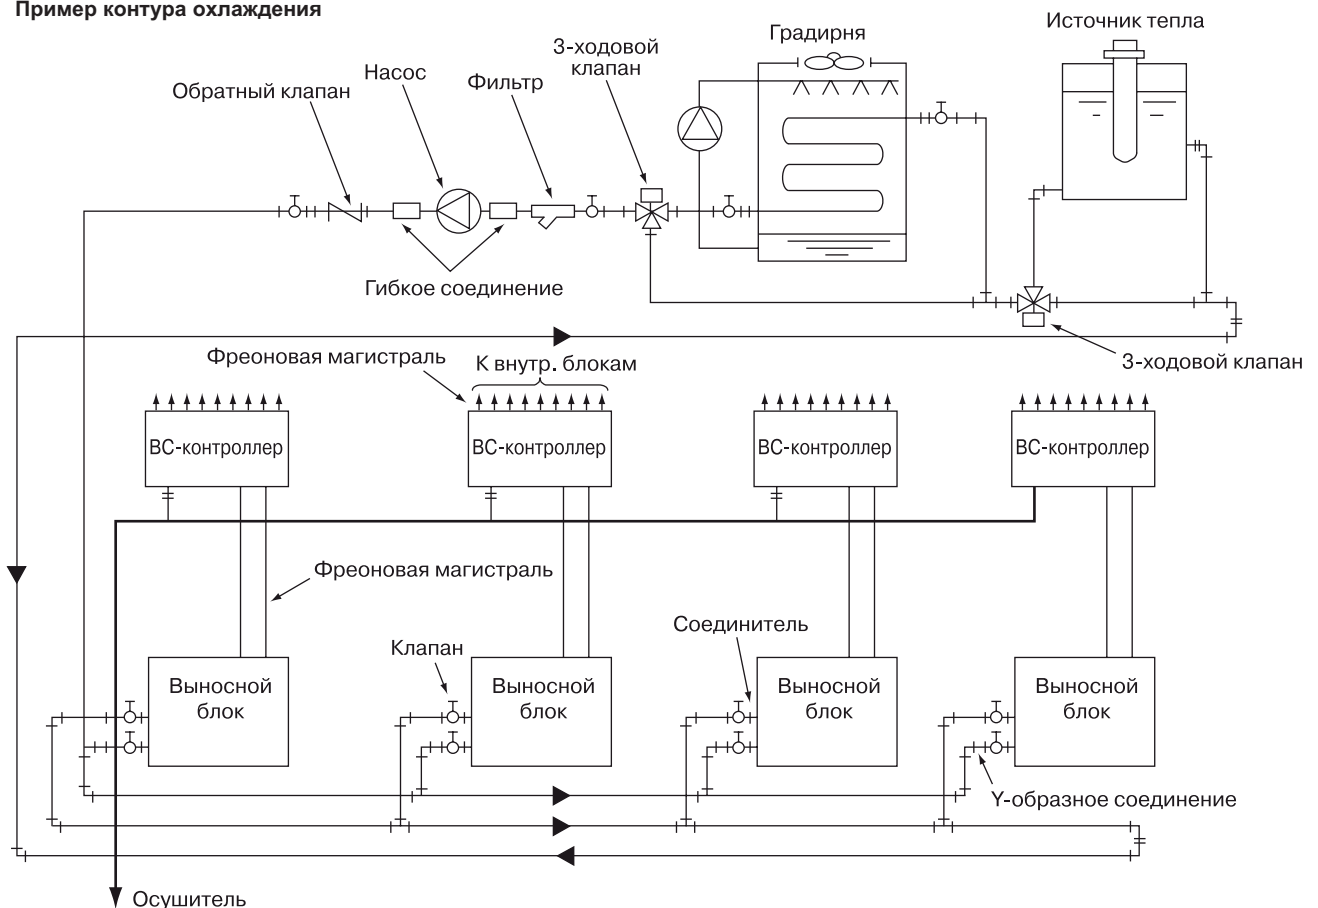 Пример контура охлаждения
Источник тепла
Градирня
3-ходовой
клапан
Насос
Фильтр
Обратный клапан
Гибкое соединение
Фреоновая магистраль
К внутр. блокам
3-ходовой клапан
ВС-контроллер
ВС-контроллер
ВС-контроллер
ВС-контроллер
Фреоновая магистраль
Соединитель
Клапан
Выносной
блок
Выносной
блок
Выносной
блок
Выносной
блок
Y-образное соединение
Осушитель